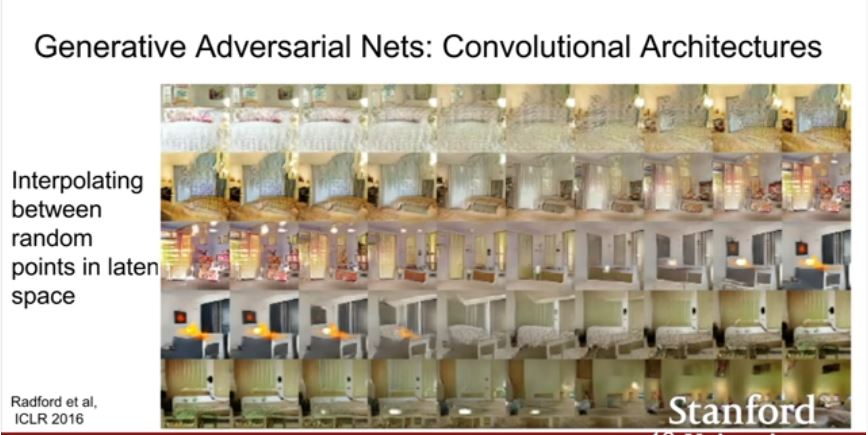 Generative Adversarial Nets: Convolutional Architectures
Interpolating
between
random
points in laten
space
Radford et al,
ICLR 2016
Stanford